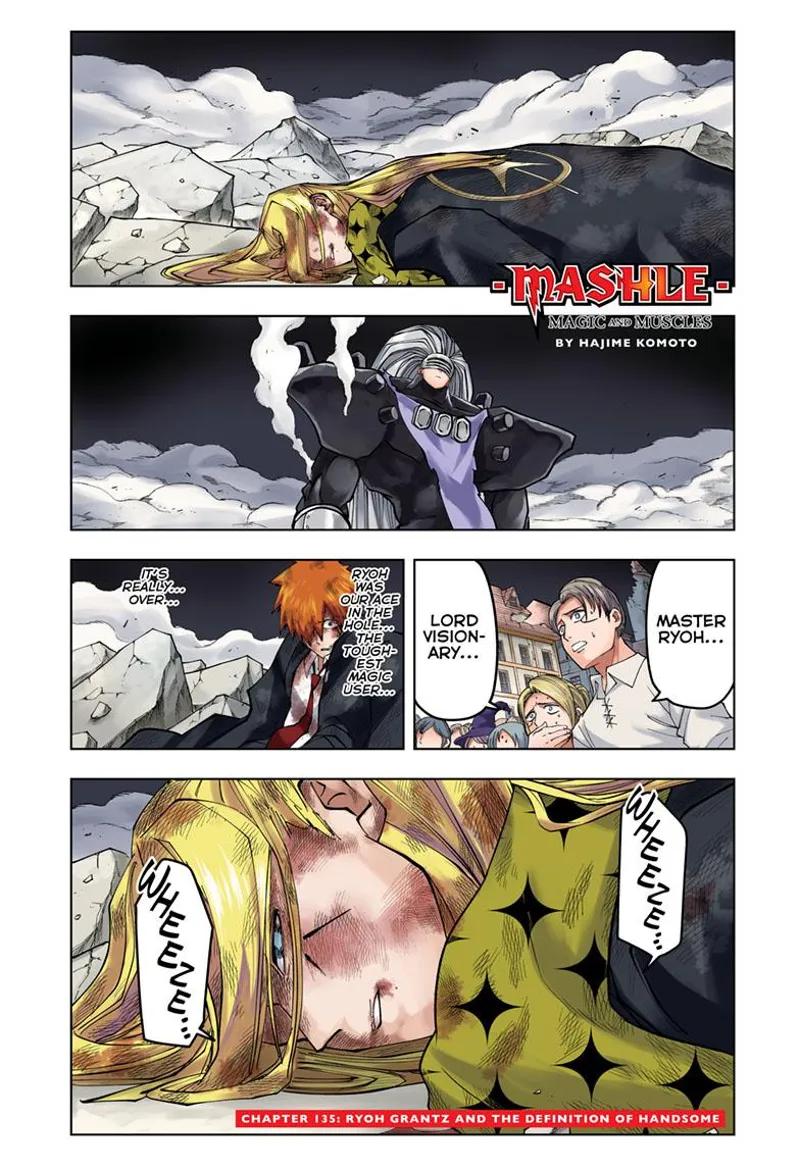 -MASHLE-
MAGIC AND MUSCLES
BY HAJIME KOMOTO
MASTER
RYOH...
LORD
VISION-
ARY...
RYOH
WAS
OUR ACE
IN THE
HOLE...
THE
TOUGH-
EST
MAGIC
USER...
IT'S
REALLY...
OVER...
WHEEZE...
WHEEZE...
CHAPTER 135: RYOH GRANTZ AND THE DEFINITION OF HANDSOME